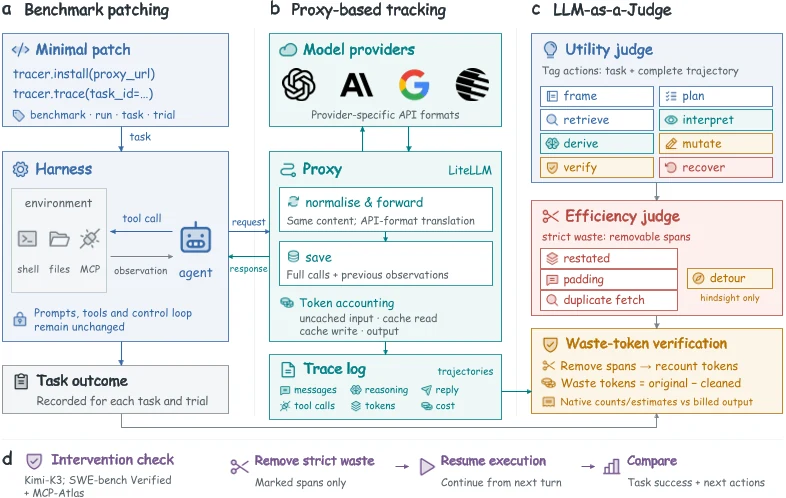 a Benchmark patching
Minimal patch
</> 
tracer.install(proxy_url)
tracer.trace(task_id=…)
benchmark · run · task · trial
task
Harness
environment
shell files MCP
tool call
observation
agent
Prompts, tools and control loop
remain unchanged
Task outcome
Recorded for each task and trial
request
response
b Proxy-based tracking
Model providers
Provider-specific API formats
Proxy LiteLLM
normalise & forward
Same content; API-format translation
save
Full calls + previous observations
Token accounting
uncached input · cache read
cache write · output
Trace log trajectories
messages reasoning reply
tool calls tokens cost
c LLM-as-a-Judge
Utility judge
Tag actions: task + complete trajectory
frame plan
retrieve interpret
derive mutate
verify recover
Efficiency judge
strict waste: removable spans
restated
padding
duplicate fetch
detour
hindsight only
Waste-token verification
Remove spans → recount tokens
Waste tokens = original − cleaned
Native counts/estimates vs billed output
d Intervention check
Kimi-K3; SWE-bench Verified
+ MCP-Atlas
Remove strict waste
Marked spans only
Resume execution
Continue from next turn
Compare
Task success + next actions